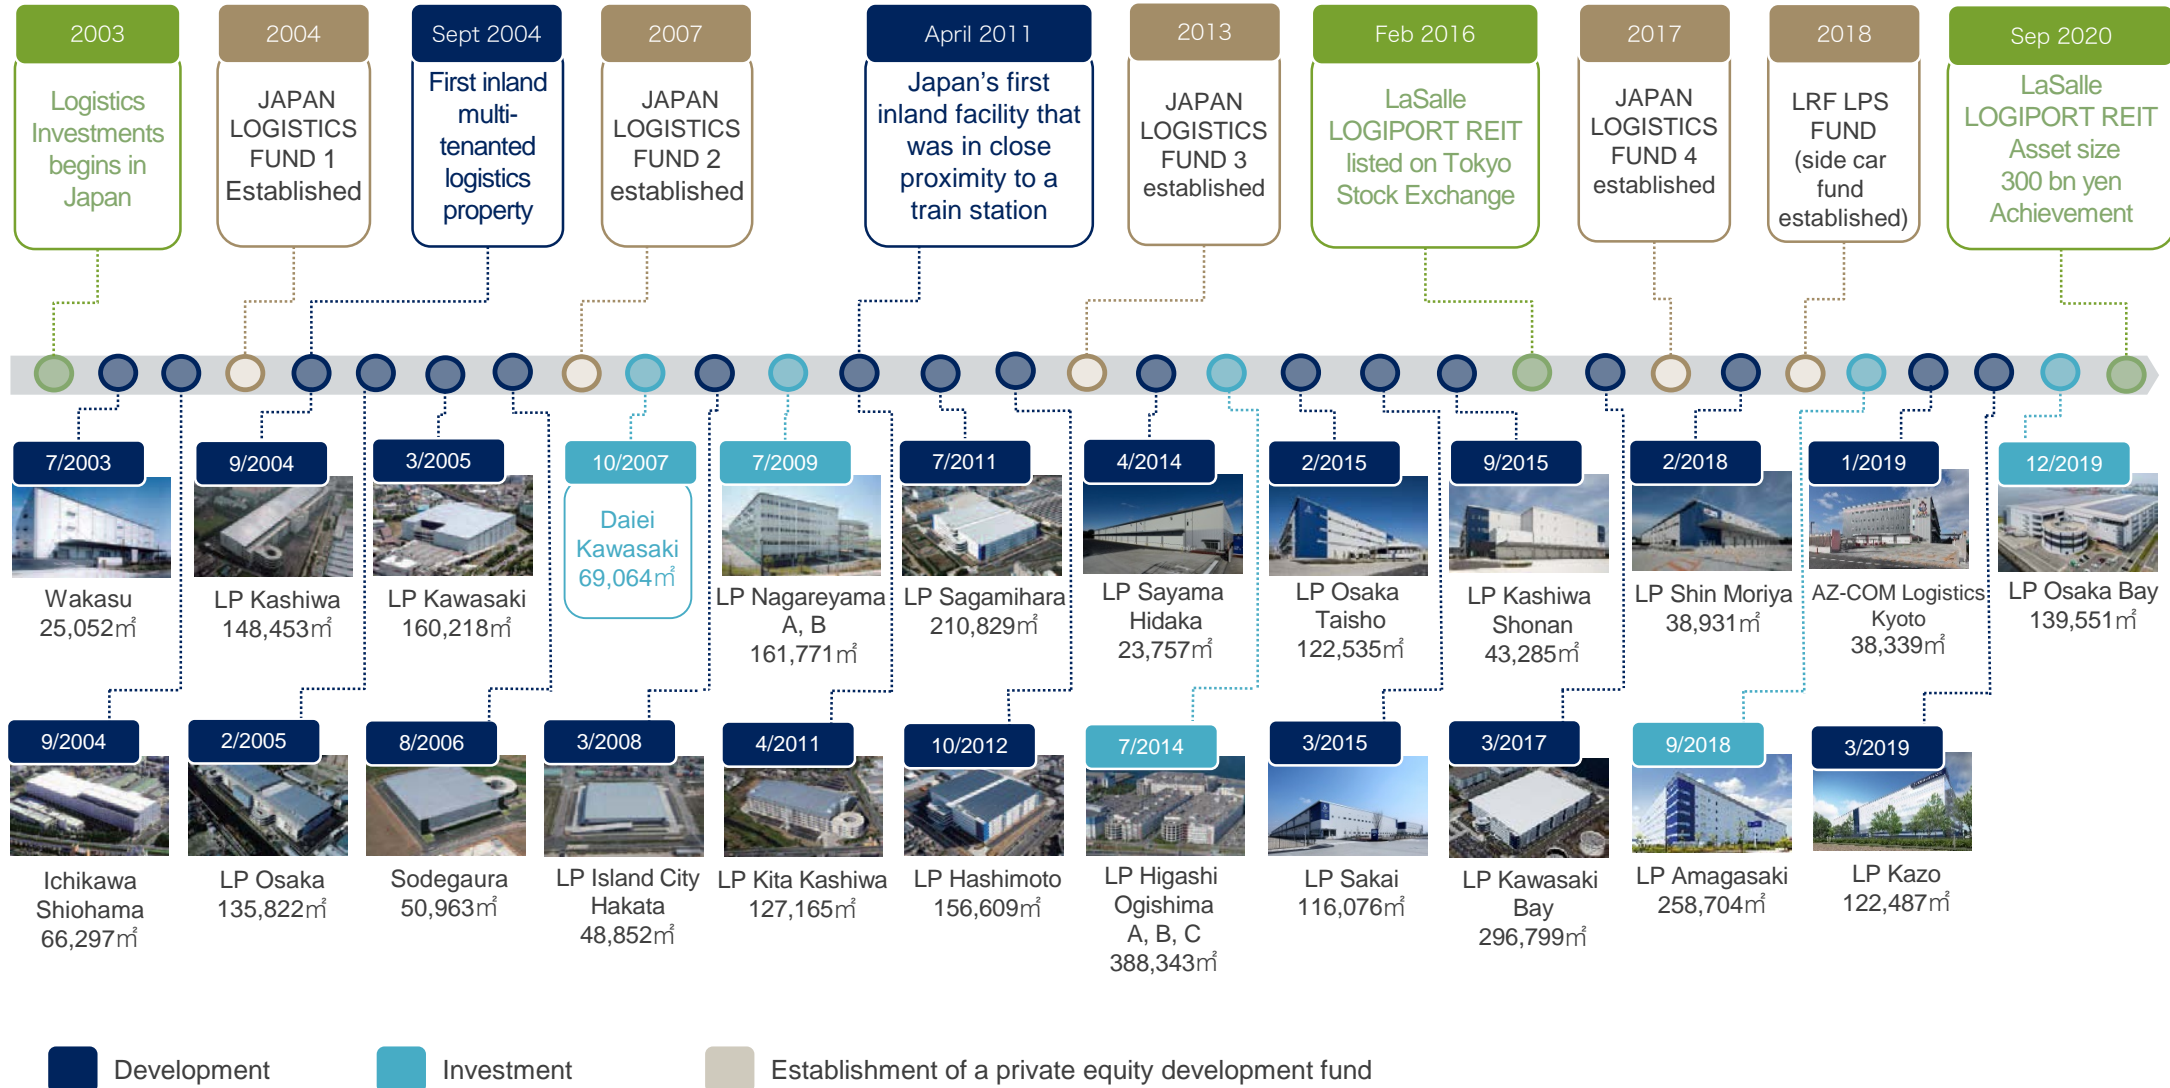 2003
Logistics
Investments
begins in
Japan
2004
JAPAN
LOGISTICS
FUND 1
Established
Sept 2004
First inland
multi-
tenanted
logistics
property
2007
JAPAN
LOGISTICS
FUND 2
established
April 2011
Japan's first
inland facility that
was in close
proximity to a
train station
2013
JAPAN
LOGISTICS
FUND 3
established
Feb 2016
LaSalle
LOGIPORT REIT
listed on Tokyo
Stock Exchange
2017
JAPAN
LOGISTICS
FUND 4
established
2018
LRF LPS
FUND
(side car
fund
established)
Sep 2020
LaSalle
LOGIPORT REIT
Asset size
300 bn yen
Achievement
7/2003
Wakasu
25,052㎡
9/2004
LP Kashiwa
148,453㎡
3/2005
LP Kawasaki
160,218㎡
10/2007
Daiei
Kawasaki
69,064㎡
7/2009
LP Nagareyama
A, B
161,771㎡
7/2011
LP Sagamihara
210,829㎡
4/2014
LP Sayama
Hidaka
23,757㎡
2/2015
LP Osaka
Taisho
122,535㎡
9/2015
LP Kashiwa
Shonan
43,285㎡
2/2018
LP Shin Moriya
38,931㎡
1/2019
AZ-COM Logistics
Kyoto
38,339㎡
12/2019
LP Osaka Bay
139,551㎡
9/2004
Ichikawa
Shiohama
66,297㎡
2/2005
LP Osaka
135,822㎡
8/2006
Sodegaura
50,963㎡
3/2008
LP Island City
Hakata
48,852㎡
4/2011
LP Kita Kashiwa
127,165㎡
10/2012
LP Hashimoto
156,609㎡
7/2014
LP Higashi
Ogishima
A, B, C
388,343㎡
3/2015
LP Sakai
116,076㎡
3/2017
LP Kawasaki
Bay
296,799㎡
9/2018
LP Amagasaki
258,704㎡
3/2019
LP Kazo
122,487㎡
Development
Investment
Establishment of a private equity development fund